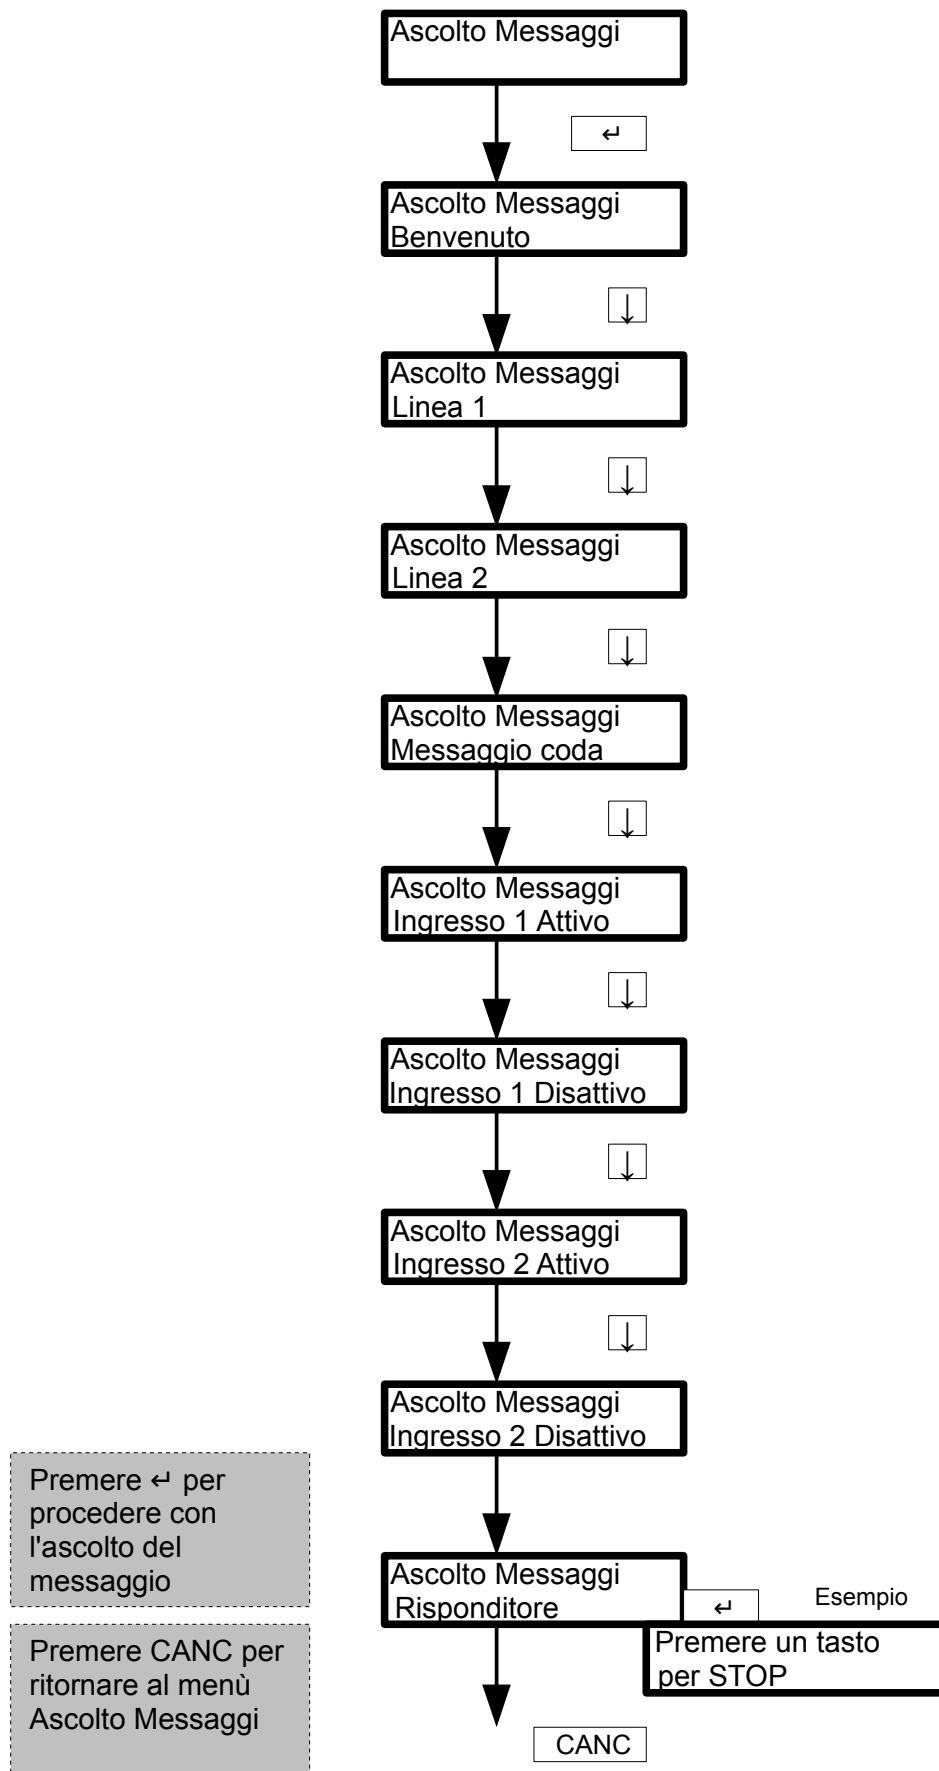 Ascolto Messaggi
↵
Ascolto Messaggi
Benvenuto
↓
Ascolto Messaggi
Linea 1
↓
Ascolto Messaggi
Linea 2
↓
Ascolto Messaggi
Messaggio coda
↓
Ascolto Messaggi
Ingresso 1 Attivo
↓
Ascolto Messaggi
Ingresso 1 Disattivo
↓
Ascolto Messaggi
Ingresso 2 Attivo
↓
Ascolto Messaggi
Ingresso 2 Disattivo
Premere ↵ per
procedere con
l'ascolto del
messaggio
Ascolto Messaggi
Risponditore
↵
Esempio
Premere un tasto
per STOP
Premere CANC per
ritornare al menù
Ascolto Messaggi
CANC